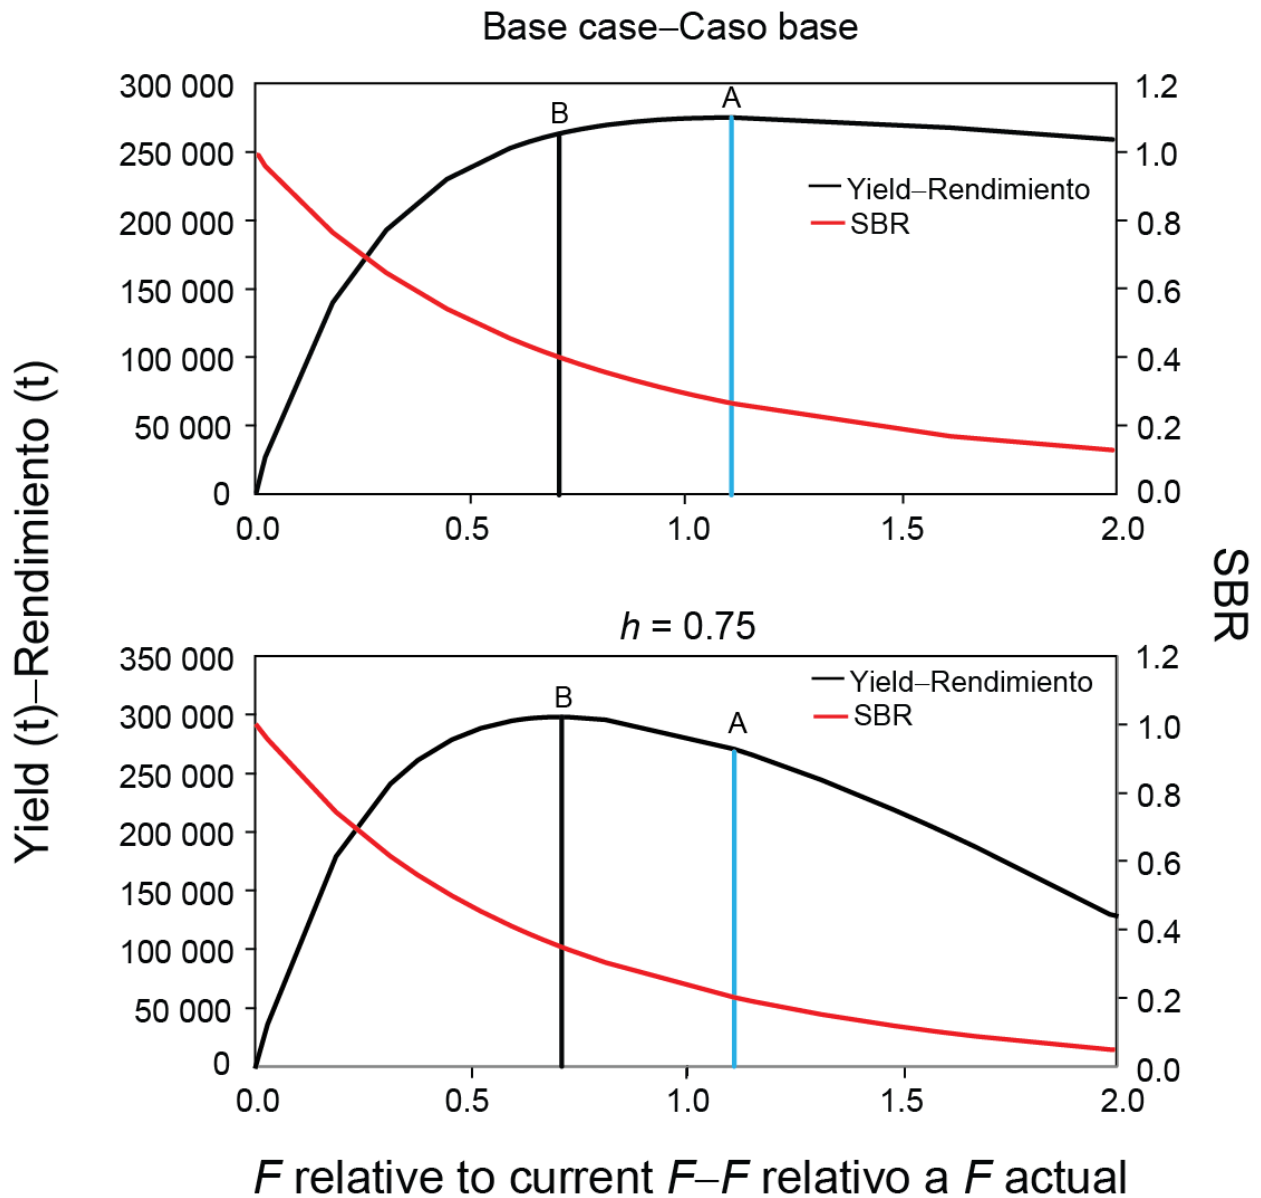 Base case–Caso base
300 000
250 000
200 000
150 000
100 000
50 000
0
1.2
1.0
0.8
0.6
0.4
0.2
0.0
B
A
Yield–Rendimiento
SBR
0.0 0.5 1.0 1.5 2.0
Yield (t)–Rendimiento (t)
SBR
h = 0.75
350 000
300 000
250 000
200 000
150 000
100 000
50 000
0
1.2
1.0
0.8
0.6
0.4
0.2
0.0
B
A
Yield–Rendimiento
SBR
0.0 0.5 1.0 1.5 2.0
F relative to current F–F relativo a F actual